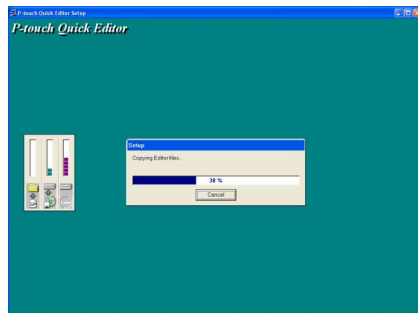 P-touch Quick Editor Setup
P-touch Quick Editor
Setup
Copying Editor files...
38 %
Cancel